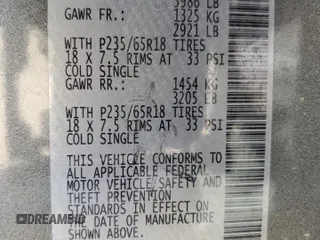 5986 LB
GAWR FR.: 1325 KG
2921 LB
WITH P235/65R18 TIRES
18 X 7.5 RIMS AT 33 PSI
COLD SINGLE
GAWR RR.: 1454 KG
3205 LB
WITH P235/65R18 TIRES
18 X 7.5 RIMS AT 33 PSI
COLD SINGLE
THIS VEHICLE CONFORMS TO
ALL APPLICABLE FEDERAL
MOTOR VEHICLE SAFETY AND
THEFT PREVENTION
STANDARDS IN EFFECT ON
THE DATE OF MANUFACTURE
SHOWN ABOVE.
DREAMBID